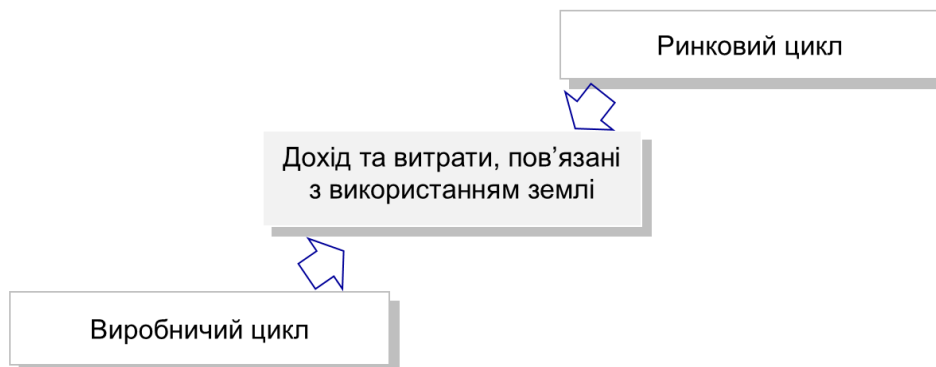 Ринковий цикл
Дохід та витрати, пов’язані
з використанням землі
Виробничий цикл